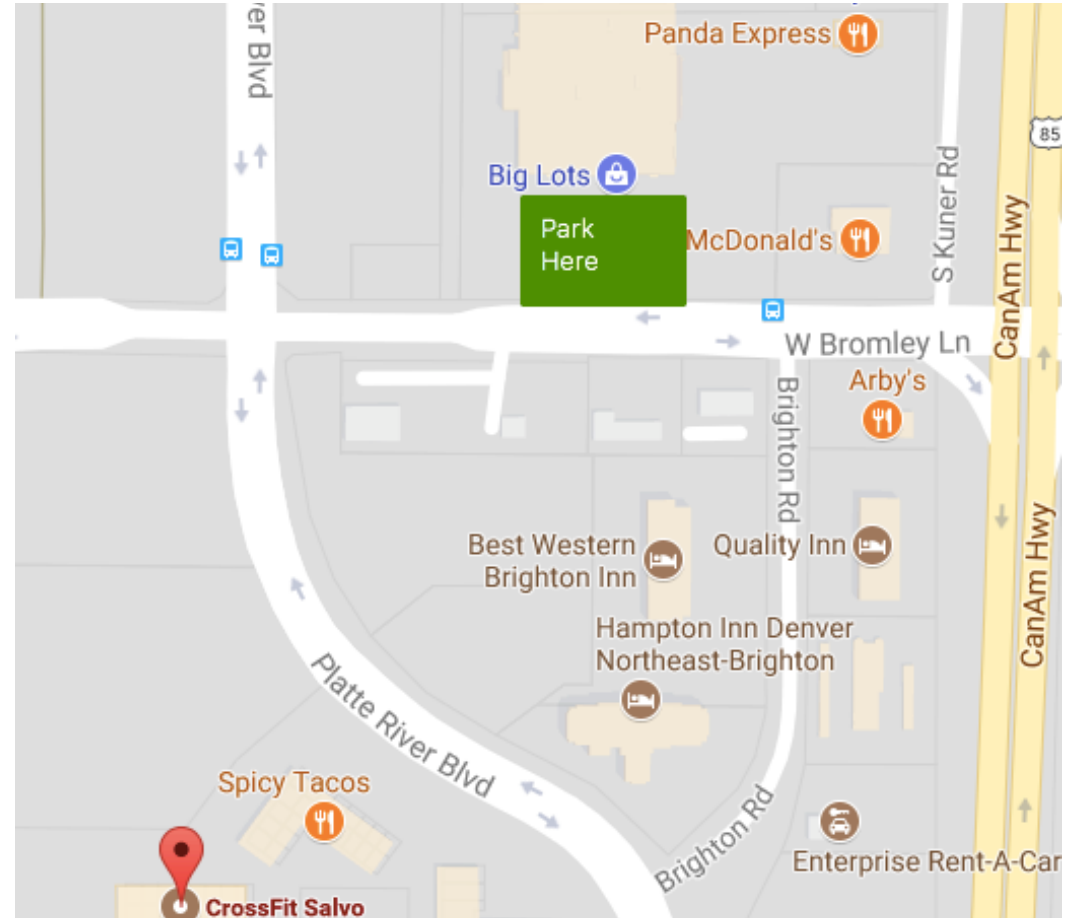 ver Blvd
Panda Express
85
Big Lots
S Kuner Rd
Park
Here
McDonald's
CanAm Hwy
W Bromley Ln
Arby's
Brighton Rd
Best Western
Brighton Inn
Quality Inn
CanAm Hwy
Hampton Inn Denver
Northeast-Brighton
Platte River Blvd
Spicy Tacos
Brighton Rd
Enterprise Rent-A-Car
CrossFit Salvo